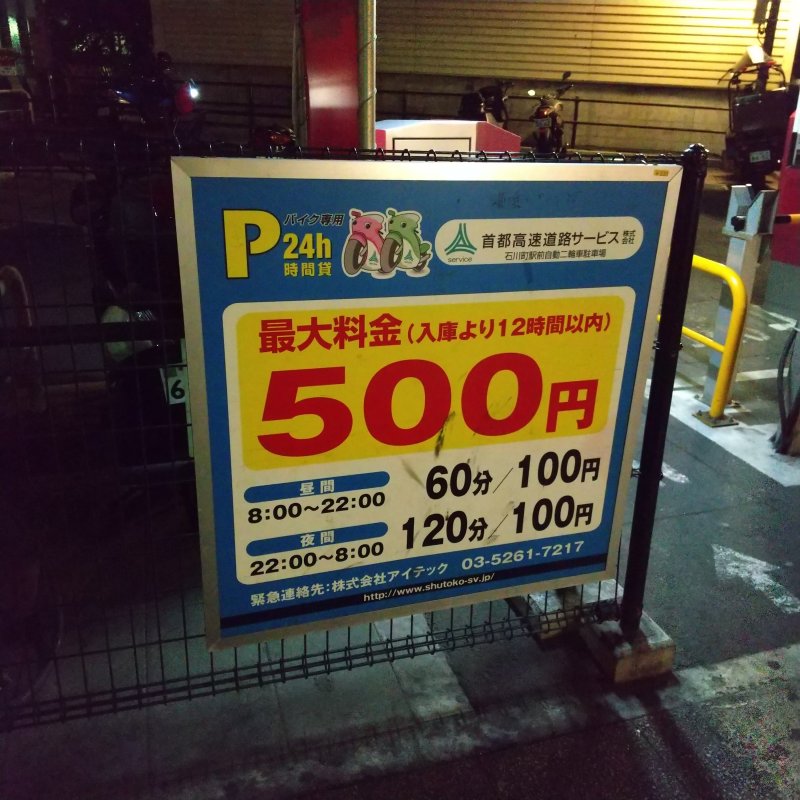 P バイク専用
24h
時間貸
service
首都高速道路サービス 株式会社
石川町駅前自動二輪車駐車場
最大料金(入庫より12時間以内)
500円
昼間
8:00～22:00
60分/100円
夜間
22:00～8:00
120分/100円
緊急連絡先:株式会社アイテック 03-5261-7217
http://www.shutoko-sv.jp/
6